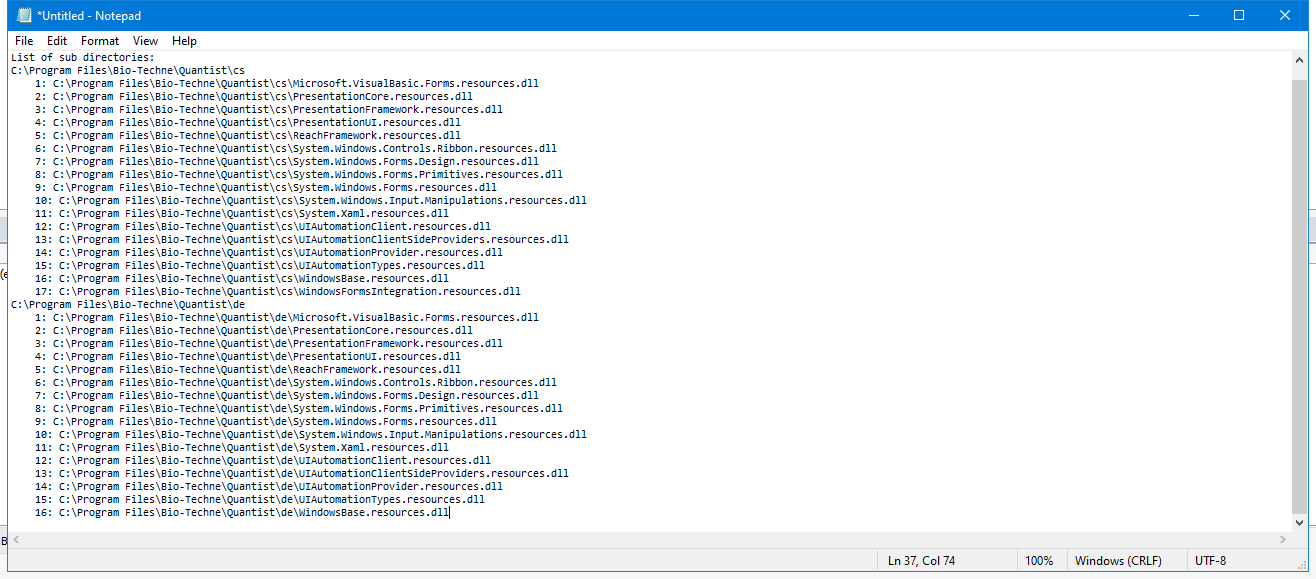 *Untitled - Notepad
File Edit Format View Help
List of sub directories:
C:\Program Files\Bio-Techne\Quantist\cs
1: C:\Program Files\Bio-Techne\Quantist\cs\Microsoft.VisualBasic.Forms.resources.dll
2: C:\Program Files\Bio-Techne\Quantist\cs\PresentationCore.resources.dll
3: C:\Program Files\Bio-Techne\Quantist\cs\PresentationFramework.resources.dll
4: C:\Program Files\Bio-Techne\Quantist\cs\PresentationUI.resources.dll
5: C:\Program Files\Bio-Techne\Quantist\cs\ReachFramework.resources.dll
6: C:\Program Files\Bio-Techne\Quantist\cs\System.Windows.Controls.Ribbon.resources.dll
7: C:\Program Files\Bio-Techne\Quantist\cs\System.Windows.Forms.Design.resources.dll
8: C:\Program Files\Bio-Techne\Quantist\cs\System.Windows.Forms.Primitives.resources.dll
9: C:\Program Files\Bio-Techne\Quantist\cs\System.Windows.Forms.resources.dll
10: C:\Program Files\Bio-Techne\Quantist\cs\System.Windows.Input.Manipulations.resources.dll
11: C:\Program Files\Bio-Techne\Quantist\cs\System.Xaml.resources.dll
12: C:\Program Files\Bio-Techne\Quantist\cs\UIAutomationClient.resources.dll
13: C:\Program Files\Bio-Techne\Quantist\cs\UIAutomationClientSideProviders.resources.dll
14: C:\Program Files\Bio-Techne\Quantist\cs\UIAutomationProvider.resources.dll
15: C:\Program Files\Bio-Techne\Quantist\cs\UIAutomationTypes.resources.dll
16: C:\Program Files\Bio-Techne\Quantist\cs\WindowsBase.resources.dll
17: C:\Program Files\Bio-Techne\Quantist\cs\WindowsFormsIntegration.resources.dll
C:\Program Files\Bio-Techne\Quantist\de
1: C:\Program Files\Bio-Techne\Quantist\de\Microsoft.VisualBasic.Forms.resources.dll
2: C:\Program Files\Bio-Techne\Quantist\de\PresentationCore.resources.dll
3: C:\Program Files\Bio-Techne\Quantist\de\PresentationFramework.resources.dll
4: C:\Program Files\Bio-Techne\Quantist\de\PresentationUI.resources.dll
5: C:\Program Files\Bio-Techne\Quantist\de\ReachFramework.resources.dll
6: C:\Program Files\Bio-Techne\Quantist\de\System.Windows.Controls.Ribbon.resources.dll
7: C:\Program Files\Bio-Techne\Quantist\de\System.Windows.Forms.Design.resources.dll
8: C:\Program Files\Bio-Techne\Quantist\de\System.Windows.Forms.Primitives.resources.dll
9: C:\Program Files\Bio-Techne\Quantist\de\System.Windows.Forms.resources.dll
10: C:\Program Files\Bio-Techne\Quantist\de\System.Windows.Input.Manipulations.resources.dll
11: C:\Program Files\Bio-Techne\Quantist\de\System.Xaml.resources.dll
12: C:\Program Files\Bio-Techne\Quantist\de\UIAutomationClient.resources.dll
13: C:\Program Files\Bio-Techne\Quantist\de\UIAutomationClientSideProviders.resources.dll
14: C:\Program Files\Bio-Techne\Quantist\de\UIAutomationProvider.resources.dll
15: C:\Program Files\Bio-Techne\Quantist\de\UIAutomationTypes.resources.dll
16: C:\Program Files\Bio-Techne\Quantist\de\WindowsBase.resources.dll
Ln 37, Col 74 100% Windows (CRLF) UTF-8